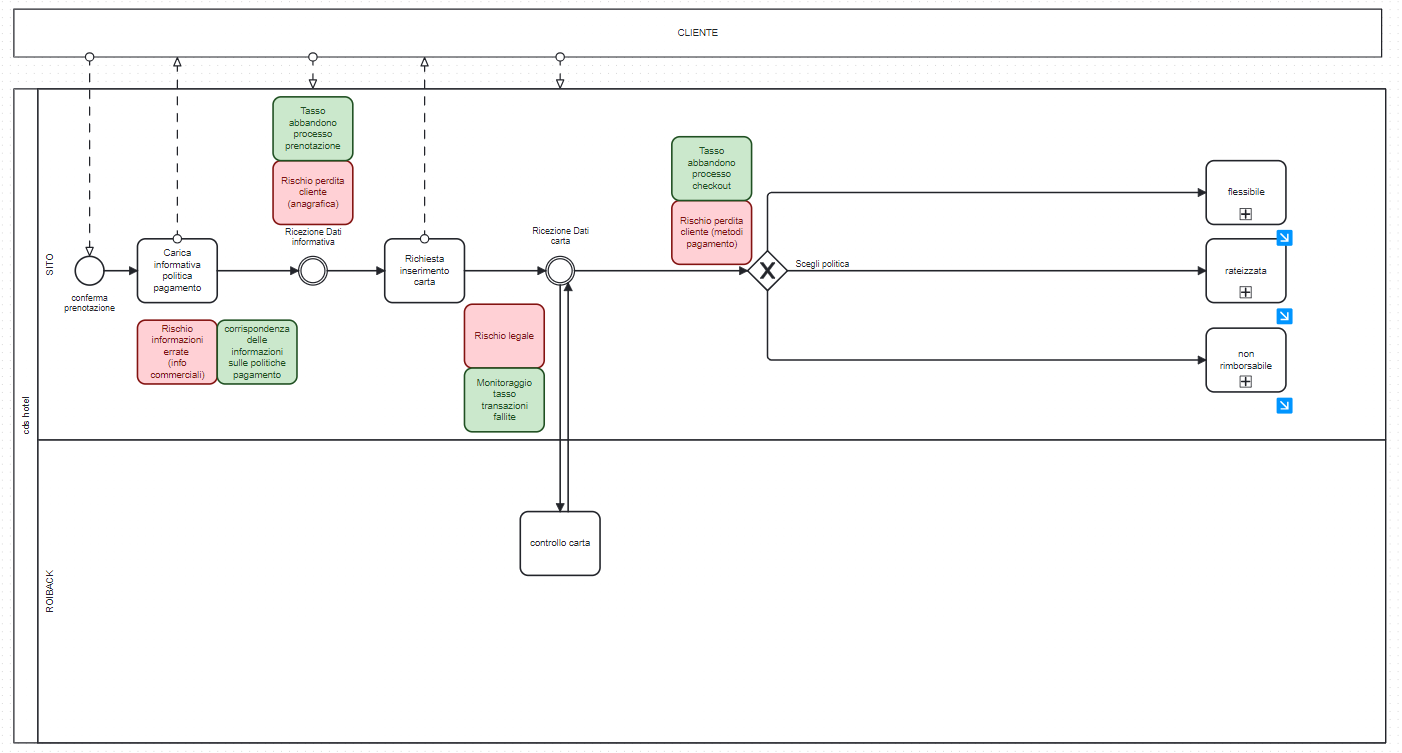 CLIENTE
cds hotel
SITO
ROIBACK
conferma
prenotazione
Carica
informativa
politica
pagamento
Rischio
informazioni
errate
(info
commerciali)
corrispondenza
delle
informazioni
sulle politiche
pagamento
Tasso
abbandono
processo
prenotazione
Rischio perdita
cliente
(anagrafica)
Ricezione Dati
informativa
Richiesta
inserimento
carta
Ricezione Dati
carta
Rischio legale
Monitoraggio
tasso
transazioni
fallite
controllo carta
Tasso
abbandono
processo
checkout
Rischio perdita
cliente (metodi
pagamento)
Scegli politica
flessibile
rateizzata
non
rimborsabile